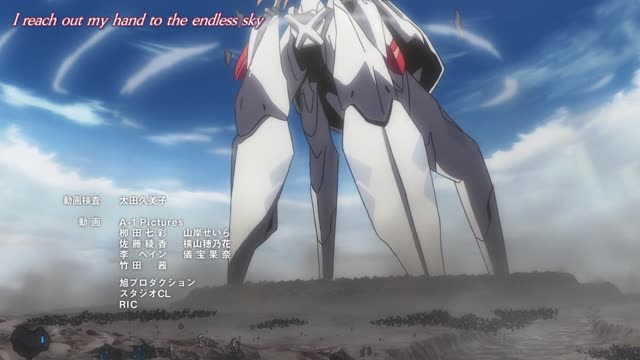 I reach out my hand to the endless sky
動画検査 太田久美子
動画 A-1 Pictures
柳田七彩 山岸せいら
佐藤綾香 横山穂乃花
李ヘイン 儀宝果奈
竹田茜
旭プロダクション
スタジオCL
RIC